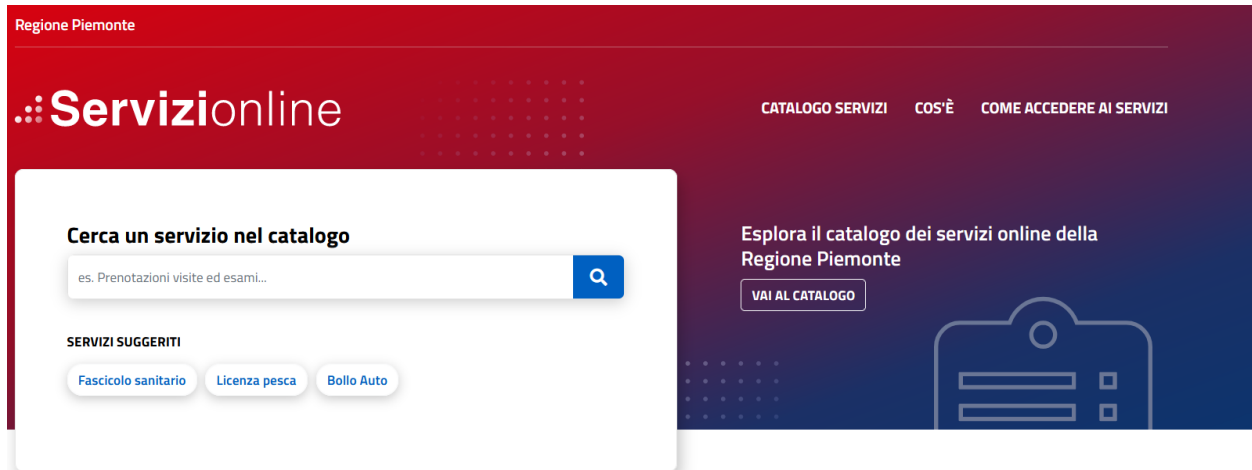 Regione Piemonte
Servizionline
CATALOGO SERVIZI COS'È COME ACCEDERE AI SERVIZI
Cerca un servizio nel catalogo
es. Prenotazioni visite ed esami...
SERVIZI SUGGERITI
Fascicolo sanitario Licenza pesca Bollo Auto
Esplora il catalogo dei servizi online della
Regione Piemonte
VAI AL CATALOGO